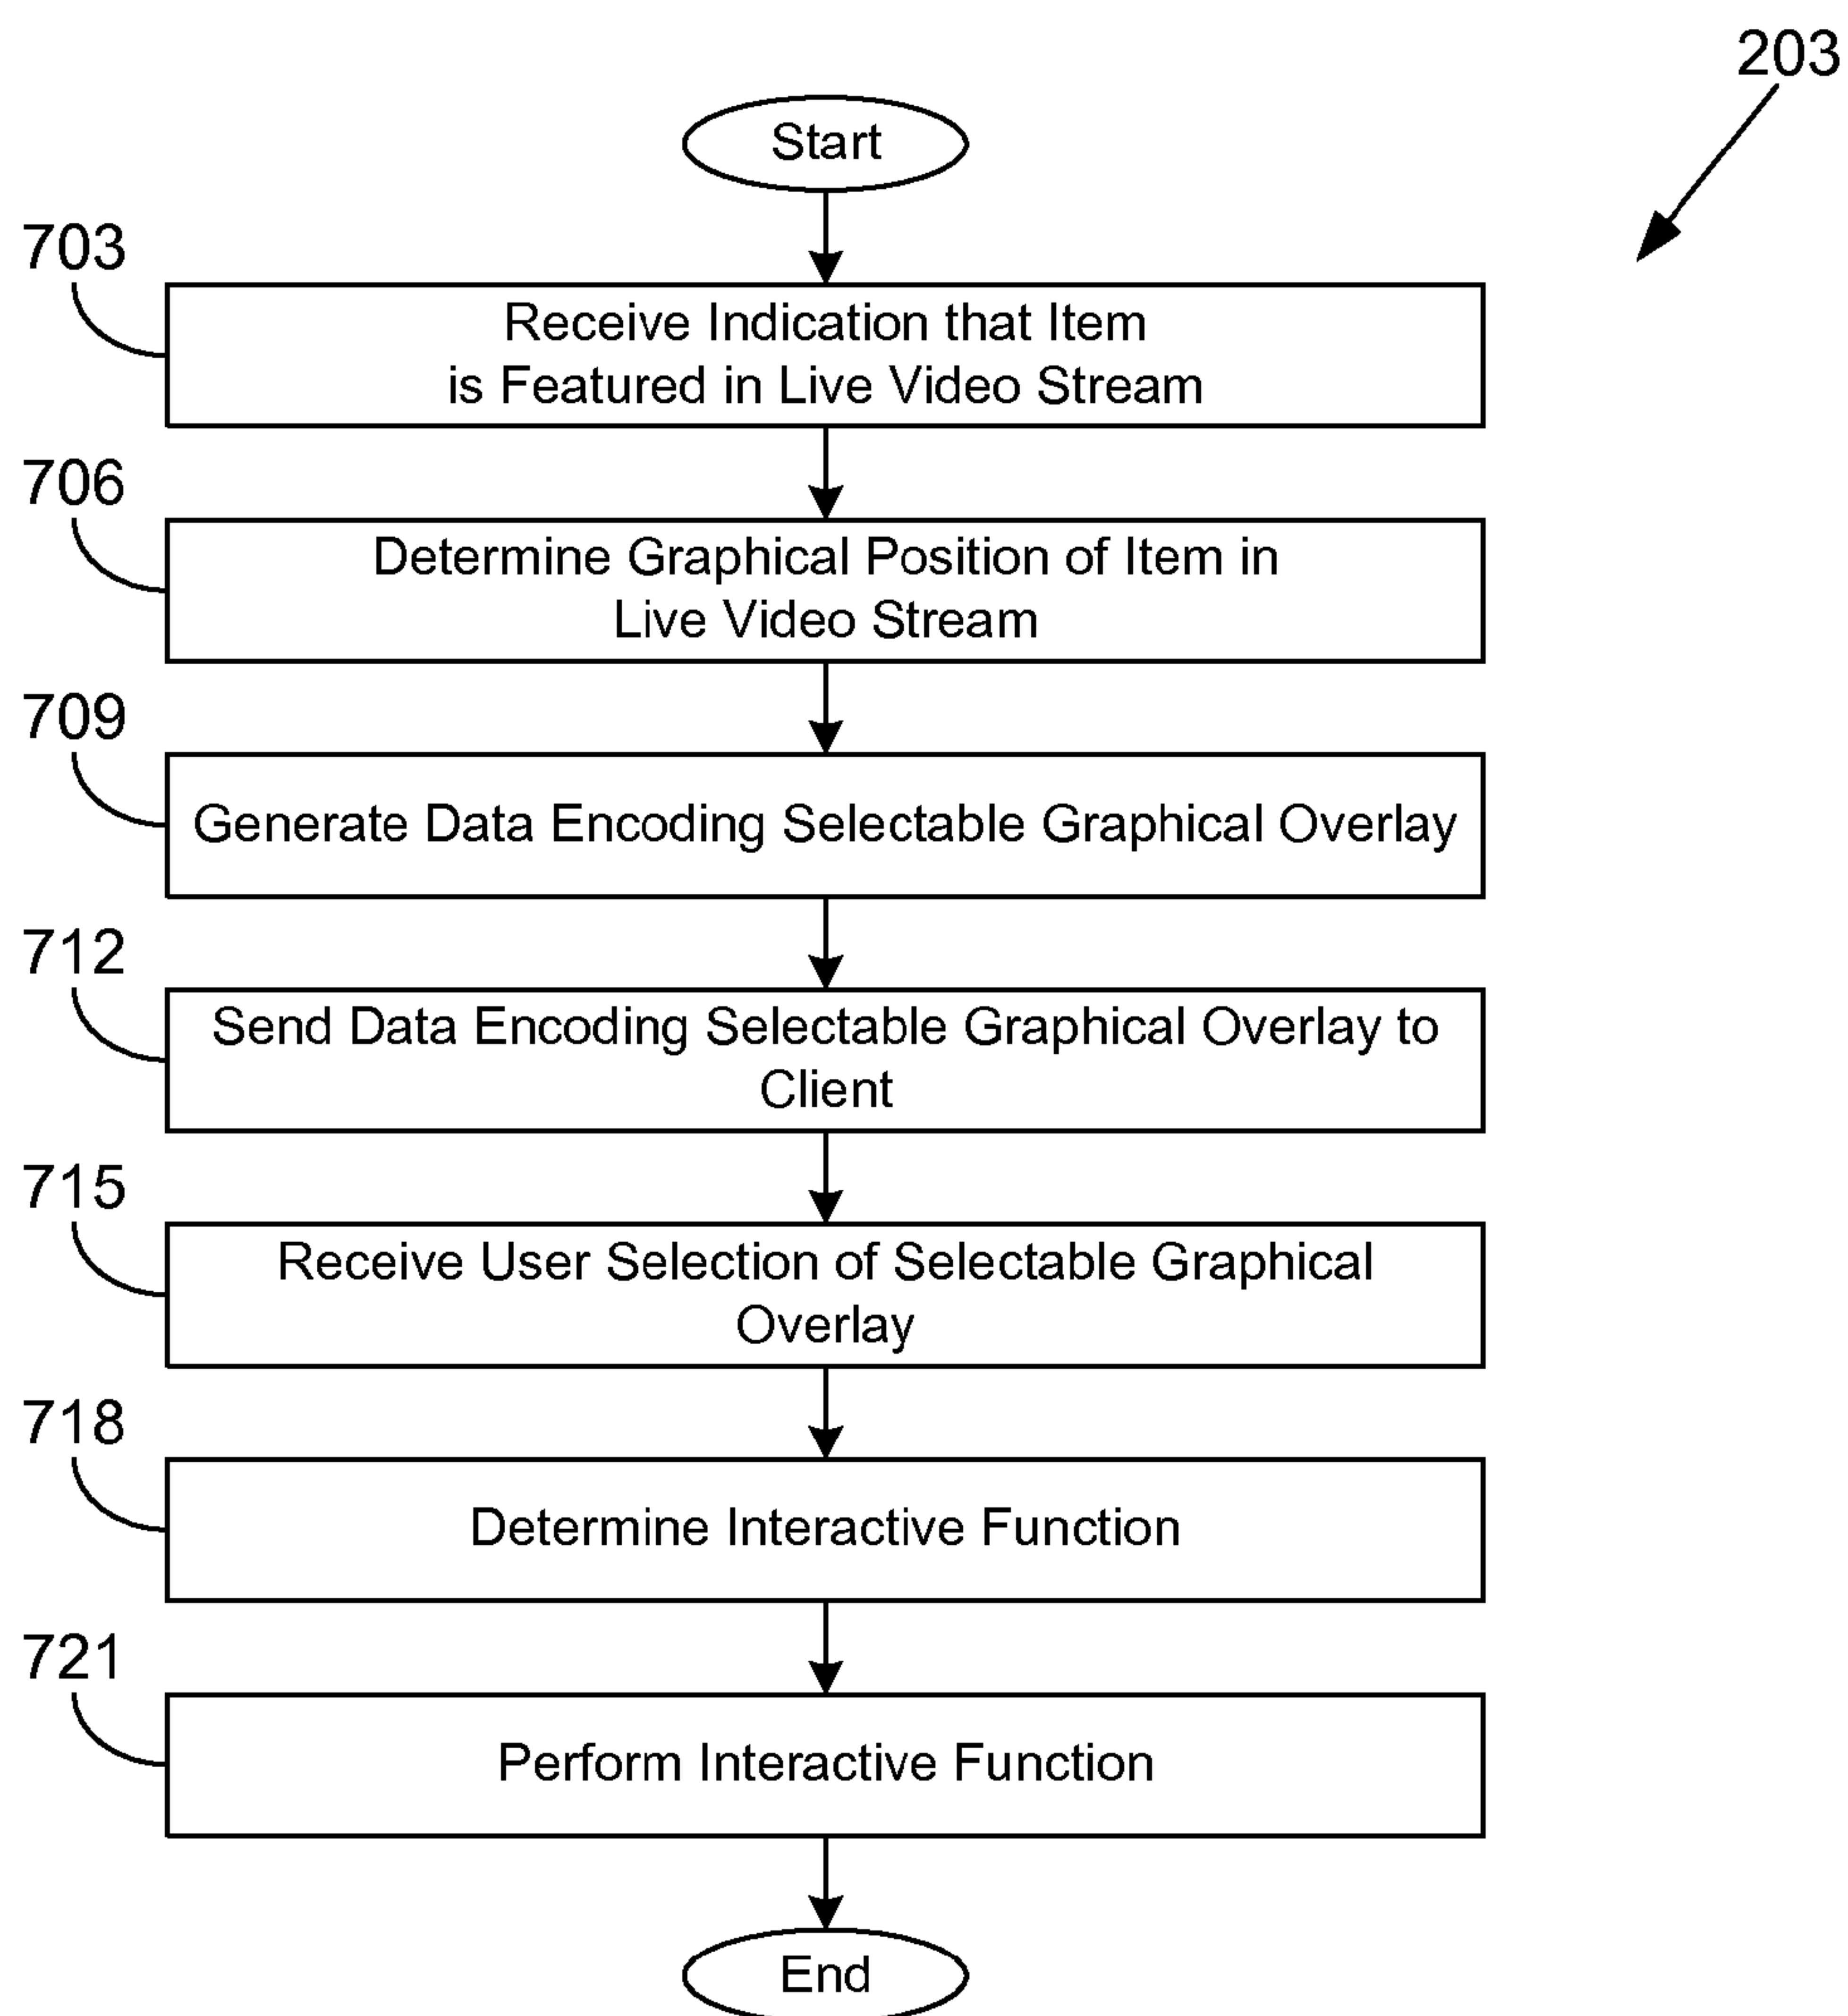 203
Start
703
Receive Indication that Item
is Featured in Live Video Stream
706
Determine Graphical Position of Item in
Live Video Stream
709
Generate Data Encoding Selectable Graphical Overlay
712
Send Data Encoding Selectable Graphical Overlay to
Client
715
Receive User Selection of Selectable Graphical
Overlay
718
Determine Interactive Function
721
Perform Interactive Function
End